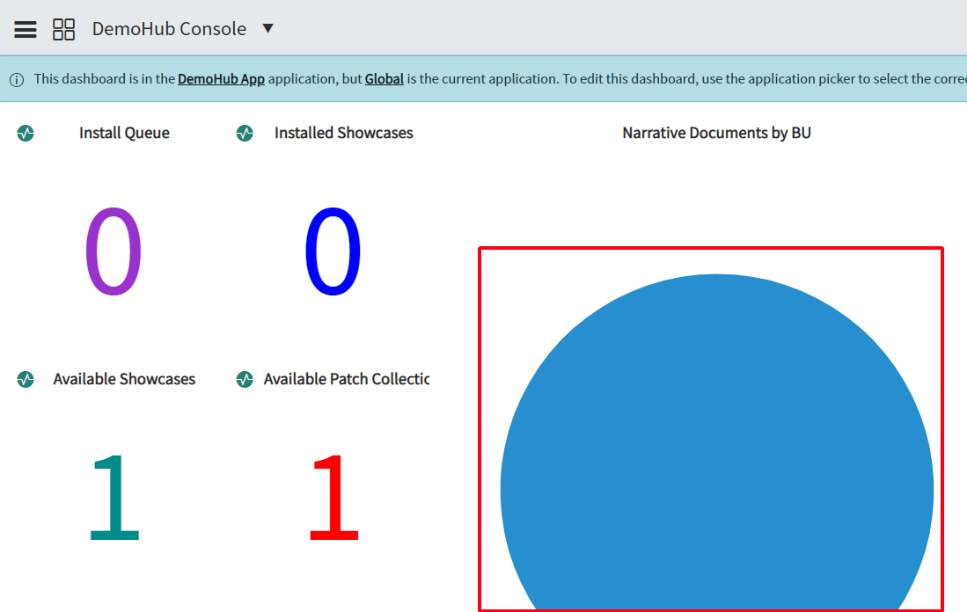 DemoHub Console ▼
This dashboard is in the DemoHub App application, but Global is the current application. To edit this dashboard, use the application picker to select the
Install Queue
Installed Showcases
Narrative Documents by BU
0
0
Available Showcases
Available Patch
1
1